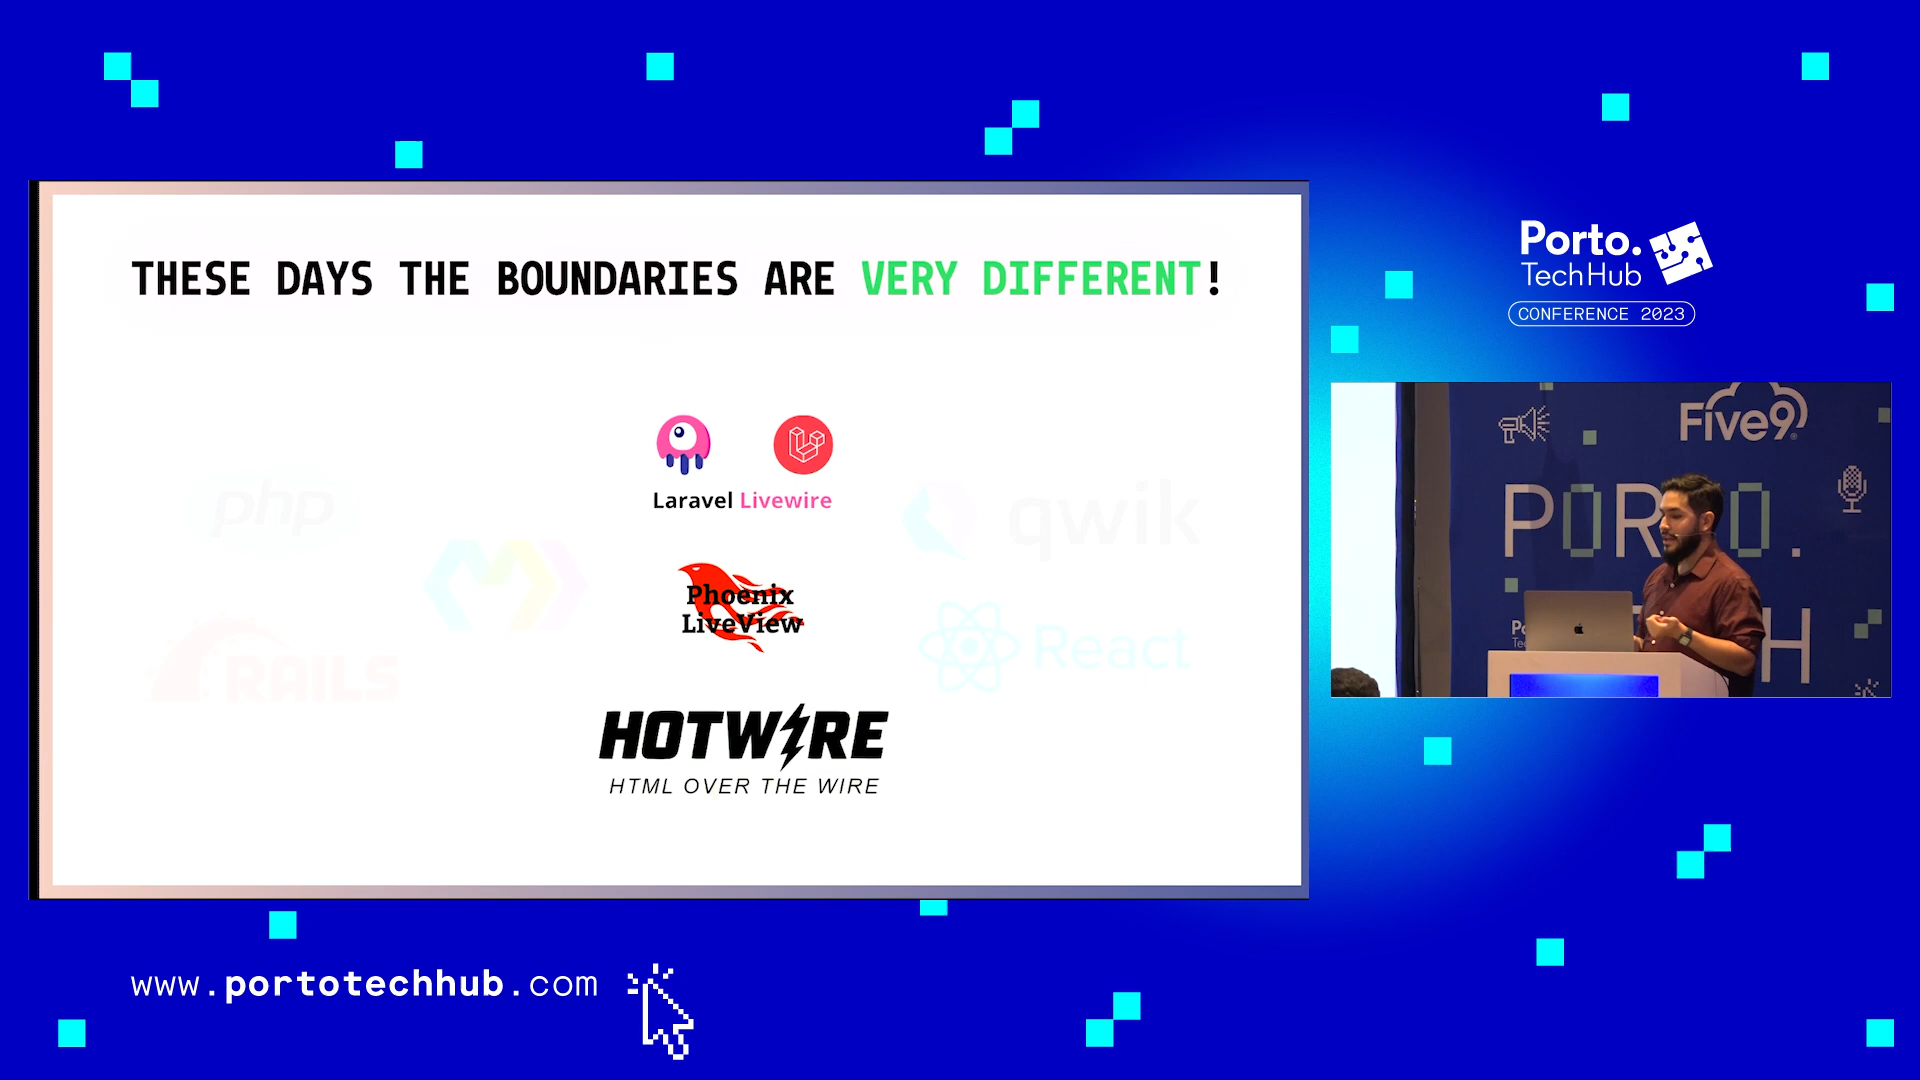 THESE DAYS THE BOUNDARIES ARE VERY DIFFERENT!
Laravel Livewire
php
qwik
Phoenix
LiveView
React
RAILS
HOTWIRE
HTML OVER THE WIRE
Porto.
TechHub
CONFERENCE 2023
Five9
PORTO.
www.portotechhub.com